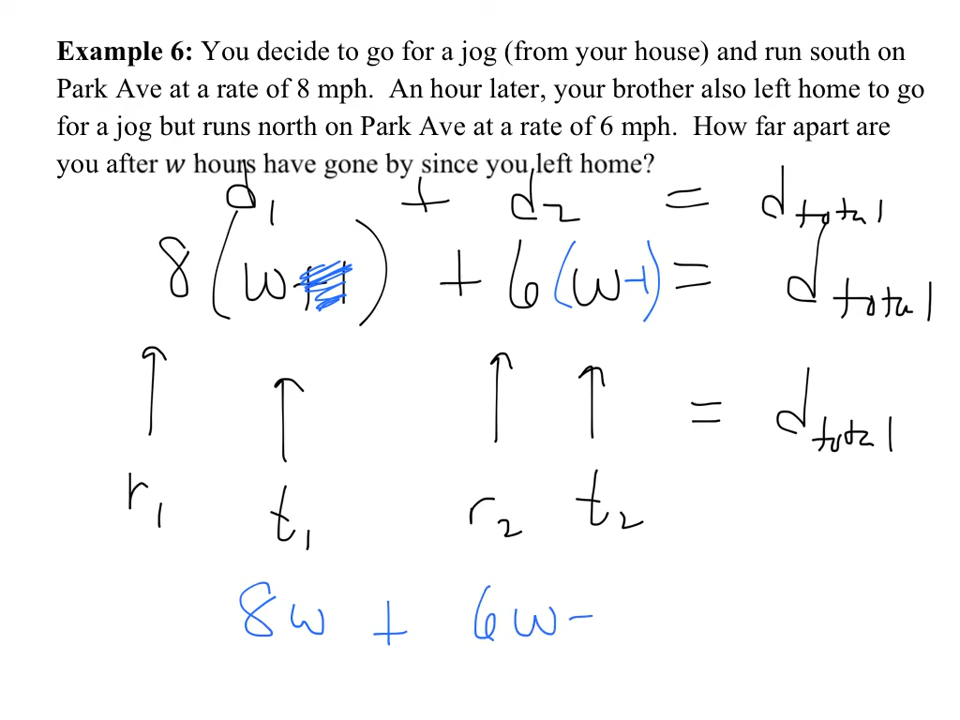 Example 6: You decide to go for a jog (from your house) and run south on
Park Ave at a rate of 8 mph. An hour later, your brother also left home to go
for a jog but runs north on Park Ave at a rate of 6 mph. How far apart are
you after w hours have gone by since you left home?
d₁ + d₂ = d total
8(w ) + 6(w-1) = d total
= d total
r₁ t₁ r₂ t₂
8w + 6w -